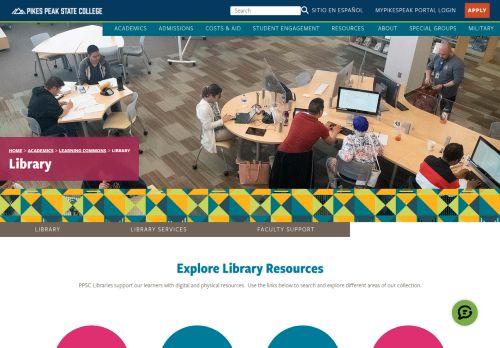 PIKES PEAK STATE COLLEGE
Search
SITIO EN ESPAÑOL
MYPIKESPEAK PORTAL LOGIN
APPLY
ACADEMICS ADMISSIONS COSTS & AID STUDENT ENGAGEMENT RESOURCES ABOUT SPECIAL GROUPS MILITARY
HOME > ACADEMICS > LEARNING COMMONS > LIBRARY
Library
LIBRARY LIBRARY SERVICES FACULTY SUPPORT
Explore Library Resources
PPSC Libraries support our learners with digital and physical resources. Use the links below to search and explore different areas of our collection.